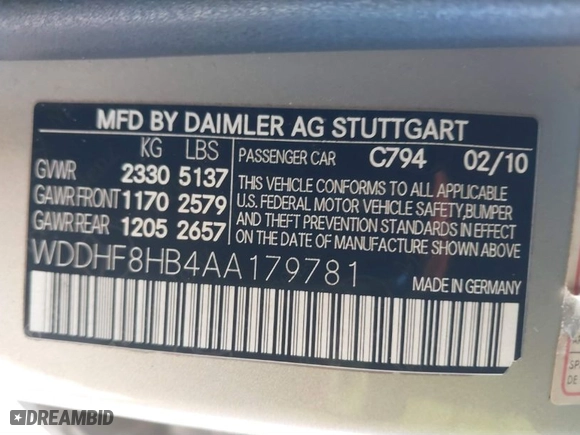 MFD BY DAIMLER AG STUTTGART
KG LBS
GVWR 2330 5137
GAWR FRONT 1170 2579
GAWR REAR 1205 2657
PASSENGER CAR C794 02/10
THIS VEHICLE CONFORMS TO ALL APPLICABLE
U.S. FEDERAL MOTOR VEHICLE SAFETY, BUMPER
AND THEFT PREVENTION STANDARDS IN EFFECT
ON THE DATE OF MANUFACTURE SHOWN ABOVE.
WDDHF8HB4AA179781
MADE IN GERMANY
DREAMBID